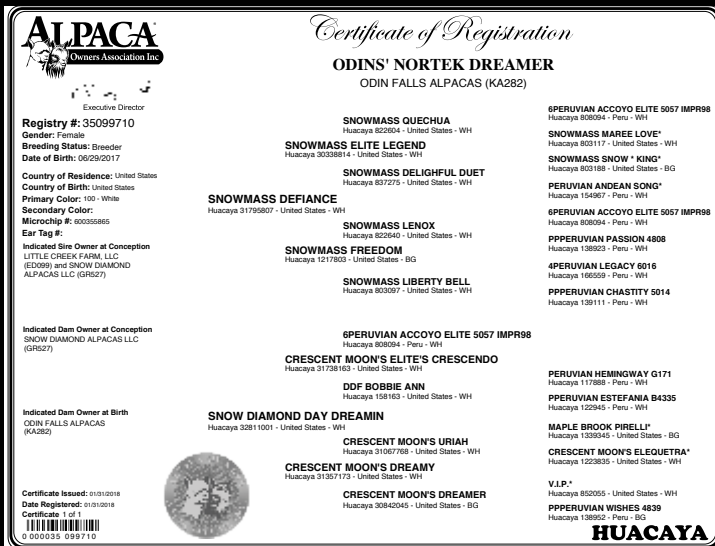 ALPACA
Owners Association Inc
Executive Director
Certificate of Registration
ODINS' NORTEK DREAMER
ODIN FALLS ALPACAS (KA282)
Registry #: 35099710
Gender: Female
Breeding Status: Breeder
Date of Birth: 06/29/2017
Country of Residence: United States
Country of Birth: United States
Primary Color: 100 - White
Secondary Color:
Microchip #: 600355865
Ear Tag #:
Indicated Sire Owner at Conception
LITTLE CREEK FARM, LLC
(ED099) and SNOW DIAMOND
ALPACAS LLC (GR527)
Indicated Dam Owner at Conception
SNOW DIAMOND ALPACAS LLC
(GR527)
Indicated Dam Owner at Birth
ODIN FALLS ALPACAS
(KA282)
Certificate Issued: 01/31/2018
Date Registered: 01/31/2018
Certificate 1 of 1
0 000035 099710
SNOWMASS DEFIANCE
Huacaya 31795807 - United States - WH
SNOW DIAMOND DAY DREAMIN
Huacaya 32811001 - United States - WH
SNOWMASS ELITE LEGEND
Huacaya 30338814 - United States - WH
SNOWMASS FREEDOM
Huacaya 1217803 - United States - BG
CRESCENT MOON'S ELITE'S CRESCENDO
Huacaya 31738163 - United States - WH
CRESCENT MOON'S DREAMY
Huacaya 31357173 - United States - WH
SNOWMASS QUECHUA
Huacaya 822604 - United States - WH
SNOWMASS DELIGHFUL DUET
Huacaya 837275 - United States - WH
SNOWMASS LENOX
Huacaya 822640 - United States - WH
SNOWMASS LIBERTY BELL
Huacaya 803097 - United States - WH
6PERUVIAN ACCOYO ELITE 5057 IMPR98
Huacaya 808094 - Peru - WH
DDF BOBBIE ANN
Huacaya 158163 - United States - WH
CRESCENT MOON'S URIAH
Huacaya 31067768 - United States - WH
CRESCENT MOON'S DREAMER
Huacaya 30842045 - United States - BG
6PERUVIAN ACCOYO ELITE 5057 IMPR98
Huacaya 808094 - Peru - WH
SNOWMASS MAREE LOVE*
Huacaya 803117 - United States - WH
SNOWMASS SNOW * KING*
Huacaya 803188 - United States - BG
PERUVIAN ANDEAN SONG*
Huacaya 154967 - Peru - WH
6PERUVIAN ACCOYO ELITE 5057 IMPR98
Huacaya 808094 - Peru - WH
PPPERUVIAN PASSION 4808
Huacaya 138923 - Peru - WH
4PERUVIAN LEGACY 6016
Huacaya 166559 - Peru - WH
PPPERUVIAN CHASTITY 5014
Huacaya 139111 - Peru - WH
PERUVIAN HEMINGWAY G171
Huacaya 117888 - Peru - WH
PPERUVIAN ESTEFANIA B4335
Huacaya 122945 - Peru - WH
MAPLE BROOK PIRELLI*
Huacaya 1339345 - United States - BG
CRESCENT MOON'S ELEQUETRA*
Huacaya 1223835 - United States - WH
V.I.P.*
Huacaya 852055 - United States - WH
PPPERUVIAN WISHES 4839
Huacaya 138952 - Peru - BG
HUACAYA